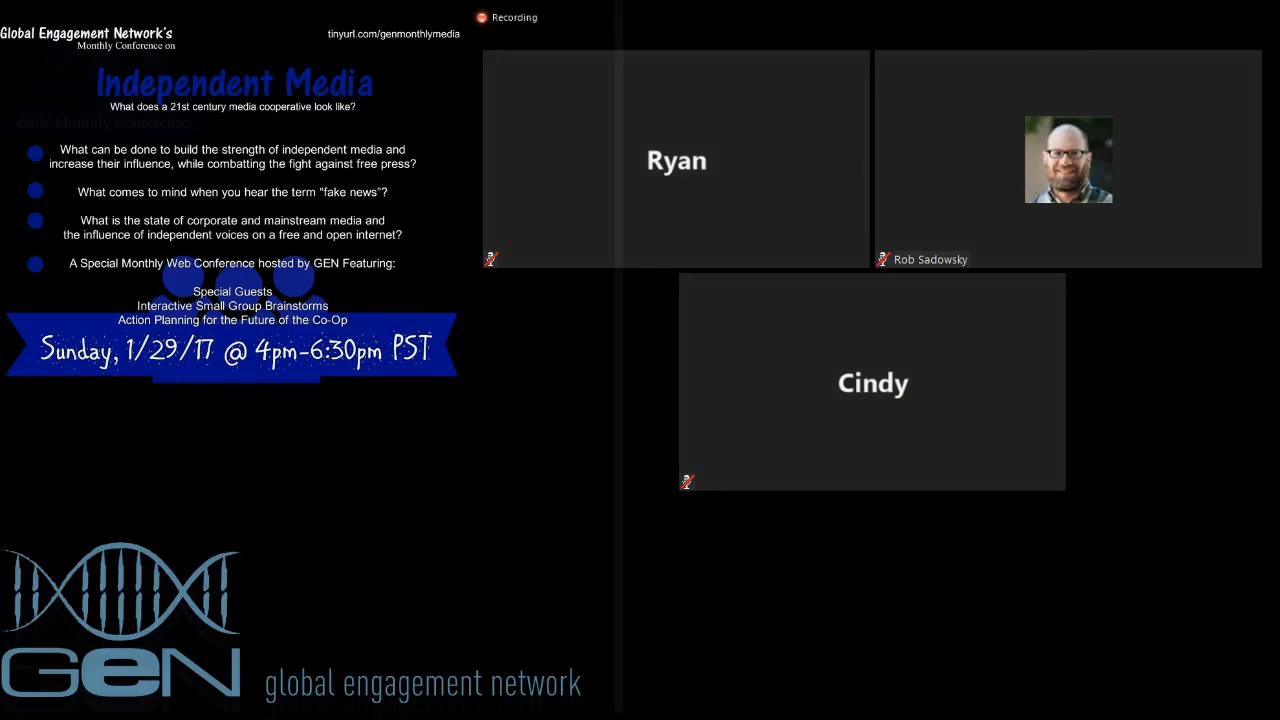 Global Engagement Network's
Monthly Conference on
tinyurl.com/genmonthlymedia
Independent Media
What does a 21st century media cooperative look like?
GEN Monthly Conference:
What can be done to build the strength of independent media and
increase their influence, while combatting the fight against free press?
What comes to mind when you hear the term "fake news"?
What is the state of corporate and mainstream media and
the influence of independent voices on a free and open internet?
A Special Monthly Web Conference hosted by GEN Featuring:
Special Guests
Interactive Small Group Brainstorms
Action Planning for the Future of the Co-Op
Sunday, 1/29/17 @ 4pm-6:30pm PST
GeN
global engagement network
Recording
Ryan
Rob Sadowsky
Cindy